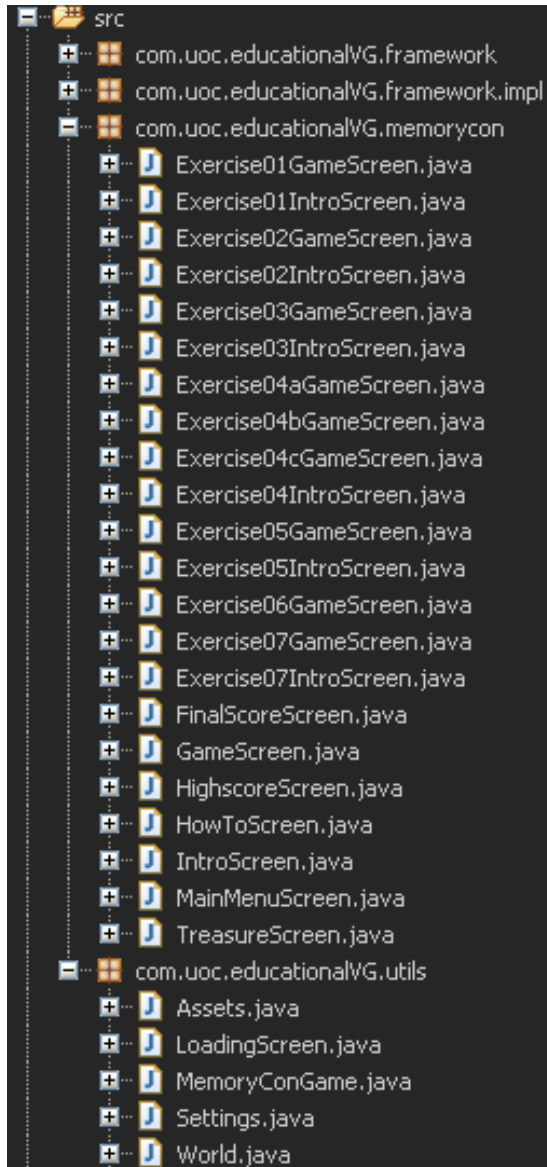 src
com.uoc.educationalVG.framework
com.uoc.educationalVG.framework.impl
com.uoc.educationalVG.memorycon
Exercise01GameScreen.java
Exercise01IntroScreen.java
Exercise02GameScreen.java
Exercise02IntroScreen.java
Exercise03GameScreen.java
Exercise03IntroScreen.java
Exercise04aGameScreen.java
Exercise04bGameScreen.java
Exercise04cGameScreen.java
Exercise04IntroScreen.java
Exercise05GameScreen.java
Exercise05IntroScreen.java
Exercise06GameScreen.java
Exercise07GameScreen.java
Exercise07IntroScreen.java
FinalScoreScreen.java
GameScreen.java
HighscoreScreen.java
HowToScreen.java
IntroScreen.java
MainMenuScreen.java
TreasureScreen.java
com.uoc.educationalVG.utils
Assets.java
LoadingScreen.java
MemoryConGame.java
Settings.java
World.java